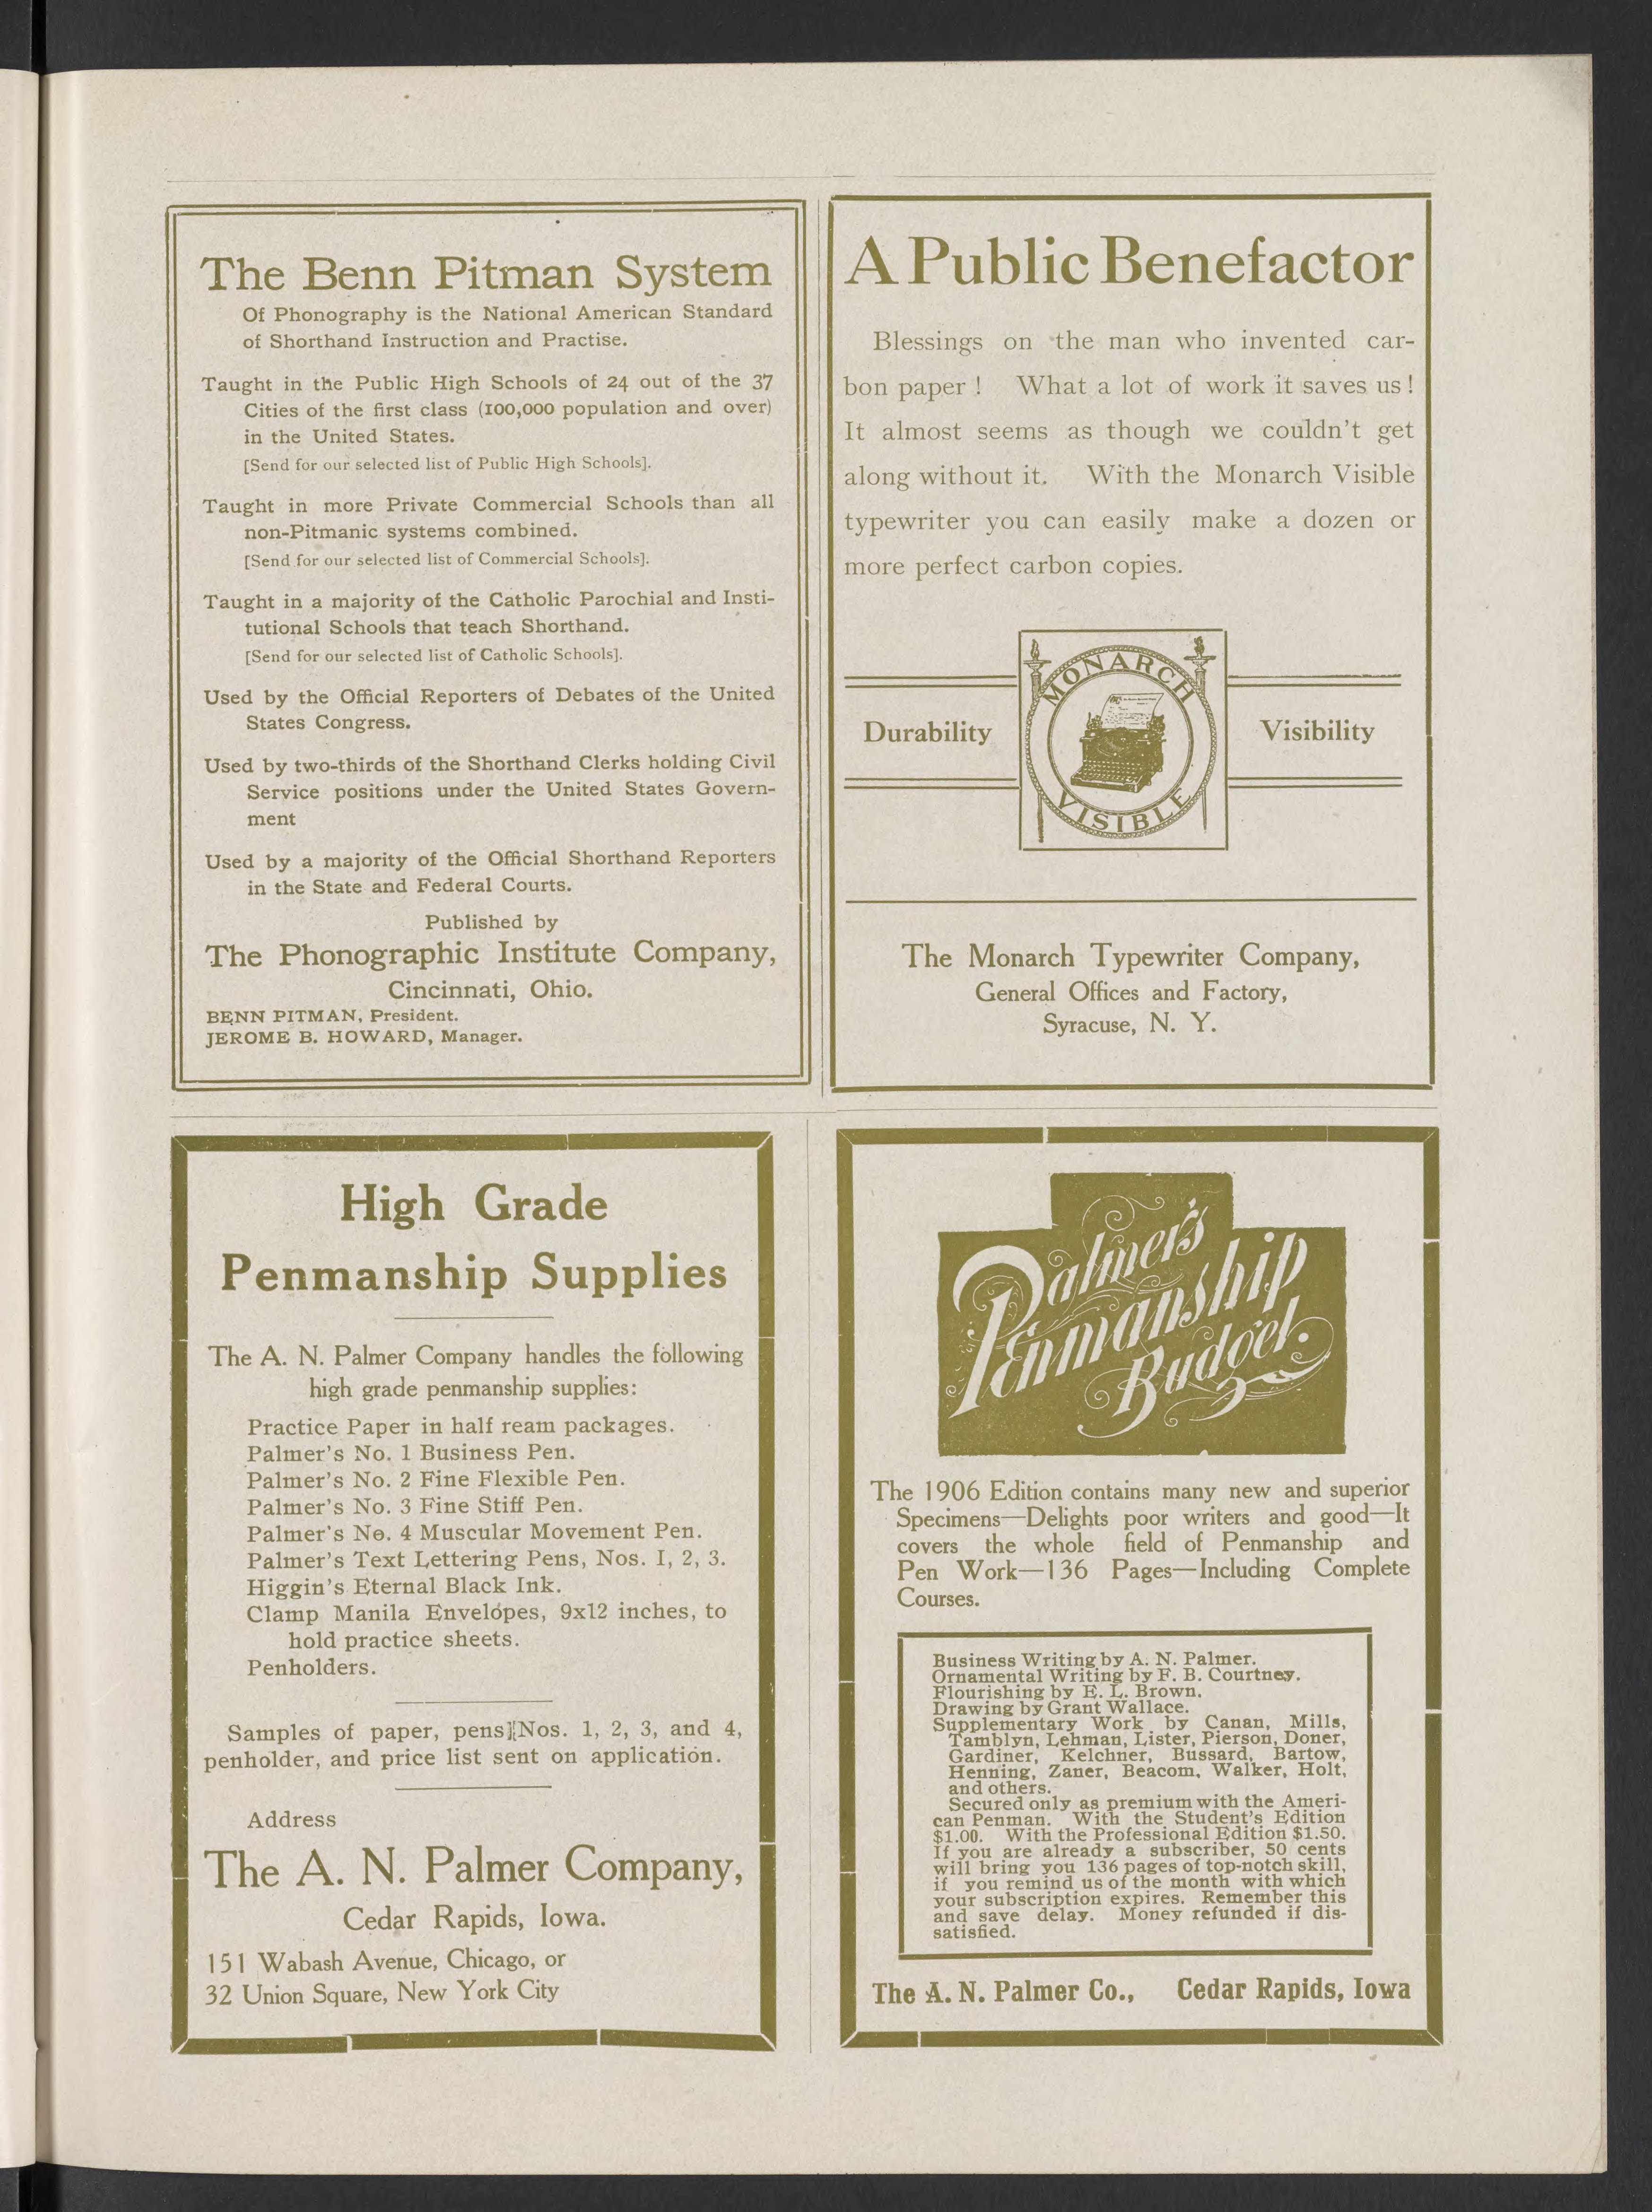 The Benn Pitman System
Of Phonography is the National American Standard
of Shorthand Instruction and Practise.
Taught in the Public High Schools of 24 out of the 37
Cities of the first class (100,000 population and over)
in the United States.
[Send for our selected list of Public High Schools].
Taught in more Private Commercial Schools than all
non-Pitmanic systems combined.
[Send for our selected list of Commercial Schools].
Taught in a majority of the Catholic Parochial and Insti-
tutional Schools that teach Shorthand.
[Send for our selected list of Catholic Schools].
Used by the Official Reporters of Debates of the United
States Congress.
Used by two-thirds of the Shorthand Clerks holding Civil
Service positions under the United States Govern-
ment
Used by a majority of the Official Shorthand Reporters
in the State and Federal Courts.
Published by
The Phonographic Institute Company,
Cincinnati, Ohio.
BENN PITMAN, President.
JEROME B. HOWARD, Manager.
A Public Benefactor
Blessings on the man who invented car-
bon paper! What a lot of work it saves us!
It almost seems as though we couldn't get
along without it. With the Monarch Visible
typewriter you can easily make a dozen or
more perfect carbon copies.
MONARCH
Durability
Visibility
VISIBLE
The Monarch Typewriter Company,
General Offices and Factory,
Syracuse, N. Y.
High Grade
Penmanship Supplies
The A. N. Palmer Company handles the following
high grade penmanship supplies:
Practice Paper in half ream packages.
Palmer's No. 1 Business Pen.
Palmer's No. 2 Fine Flexible Pen.
Palmer's No. 3 Fine Stiff Pen.
Palmer's No. 4 Muscular Movement Pen.
Palmer's Text Lettering Pens, Nos. I, 2, 3.
Higgin's Eternal Black Ink.
Clamp Manila Envelopes, 9x12 inches, to
hold practice sheets.
Penholders.
Samples of paper, pens Nos. 1, 2, 3, and 4,
penholder, and price list sent on application.
Address
The A. N. Palmer Company,
Cedar Rapids, Iowa.
151 Wabash Avenue, Chicago, or
32 Union Square, New York City
Palmer's
Penmanship
Budget.
The 1906 Edition contains many new and superior
Specimens—Delights poor writers and good—It
covers the whole field of Penmanship and
Pen Work—136 Pages—Including Complete
Courses.
Business Writing by A. N. Palmer.
Ornamental Writing by F. B. Courtney.
Flourishing by E. L. Brown.
Drawing by Grant Wallace.
Supplementary Work by Canan, Mills,
Tamblyn, Lehman, Lister, Pierson, Doner,
Gardiner, Kelchner, Bussard, Bartow,
Henning, Zaner, Beacom, Walker, Holt,
and others.
Secured only as premium with the Ameri-
can Penman. With the Student's Edition
$1.00. With the Professional Edition $1.50.
If you are already a subscriber, 50 cents
will bring you 136 pages of top-notch skill,
if you remind us of the month with which
your subscription expires. Remember this
and save delay. Money refunded if dis-
satisfied.
The A. N. Palmer Co., Cedar Rapids, Iowa